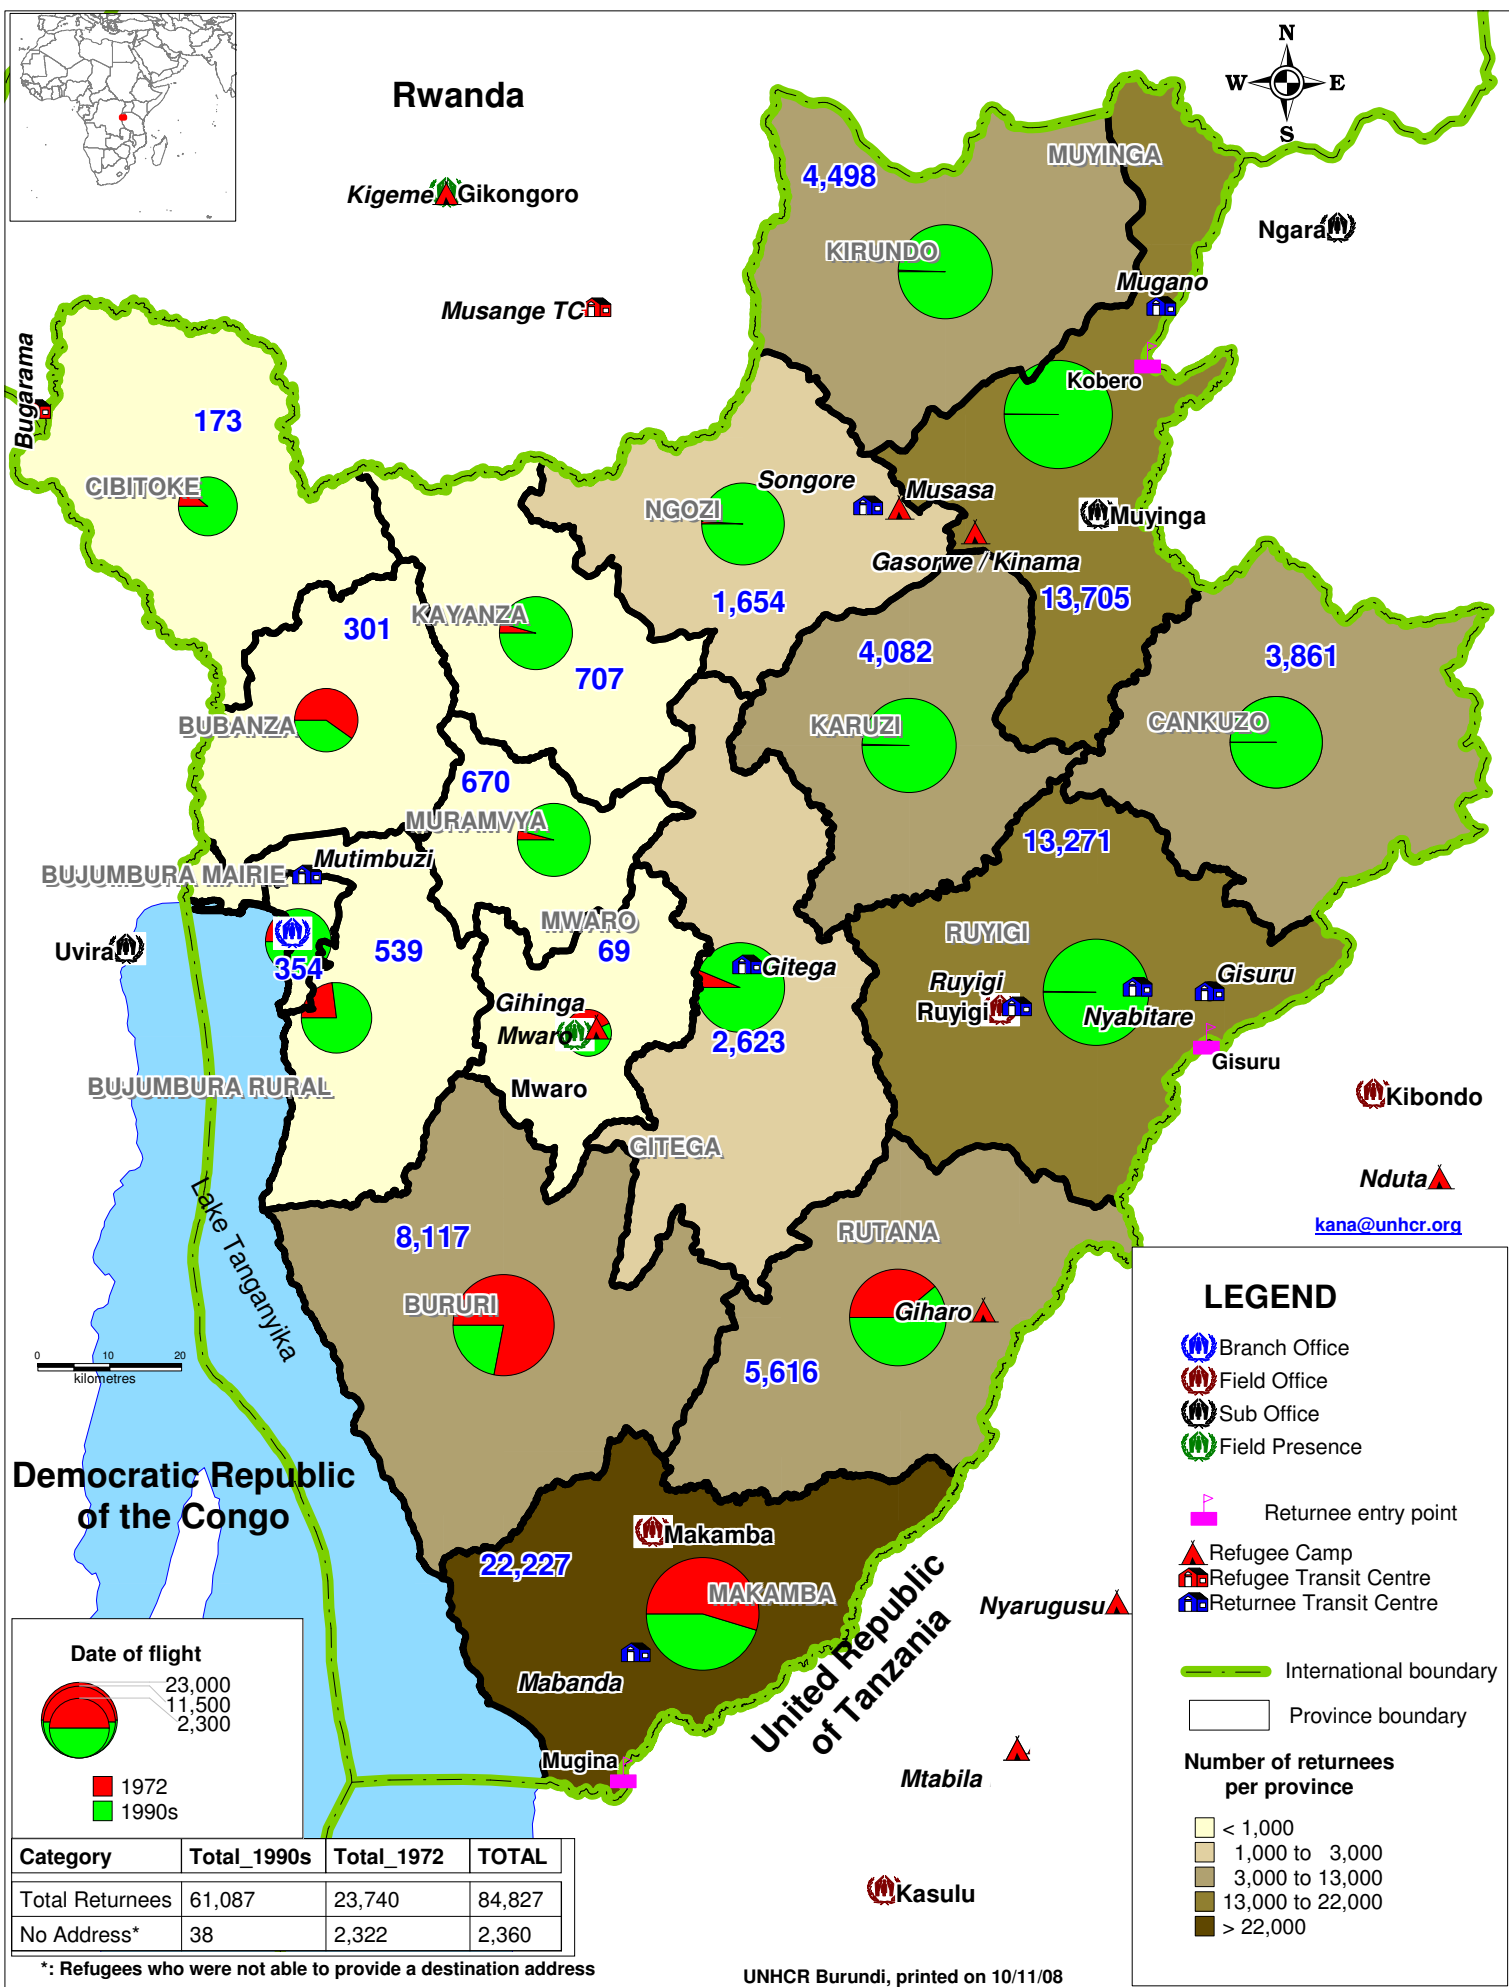 N
W E
S
Rwanda
MUYINGA
4,498
Kigeme Gikongoro
Ngara
KIRUNDO
Mugano
Musange TC
Bugarama
Kobero
173
CIBITOKE
Songore
Musasa
NGOZI
Muyinga
Gasorwe / Kinama
1,654
13,705
301
KAYANZA
4,082
3,861
707
BUBANZA
KARUZI
CANKUZO
670
MURAMVYA
13,271
Mutimbuzi
BUJUMBURA MAIRIE
MWARO
RUYIGI
Uvira
539
69
354
Gitega
Ruyigi
Gisuru
Gihinga
Ruyigi
Nyabitare
Mwaro
2,623
Gisuru
BUJUMBURA RURAL
Mwaro
Kibondo
GITEGA
Nduta
Lake Tanganyika
kana@unhcr.org
8,117
RUTANA
BURURI
Giharo
0 10 20
kilometres
5,616
Democratic Republic
of the Congo
Makamba
22,227
MAKAMBA
Nyarugusu
Mabanda
United Republic
of Tanzania
Mugina
Mtabila
Kasulu
LEGEND
Branch Office
Field Office
Sub Office
Field Presence
Returnee entry point
Refugee Camp
Refugee Transit Centre
Returnee Transit Centre
International boundary
Province boundary
Number of returnees
per province
< 1,000
1,000 to 3,000
3,000 to 13,000
13,000 to 22,000
> 22,000
Date of flight
23,000
11,500
2,300
1972
1990s
Category Total_1990s Total_1972 TOTAL
Total Returnees 61,087 23,740 84,827
No Address* 38 2,322 2,360
*: Refugees who were not able to provide a destination address
UNHCR Burundi, printed on 10/11/08